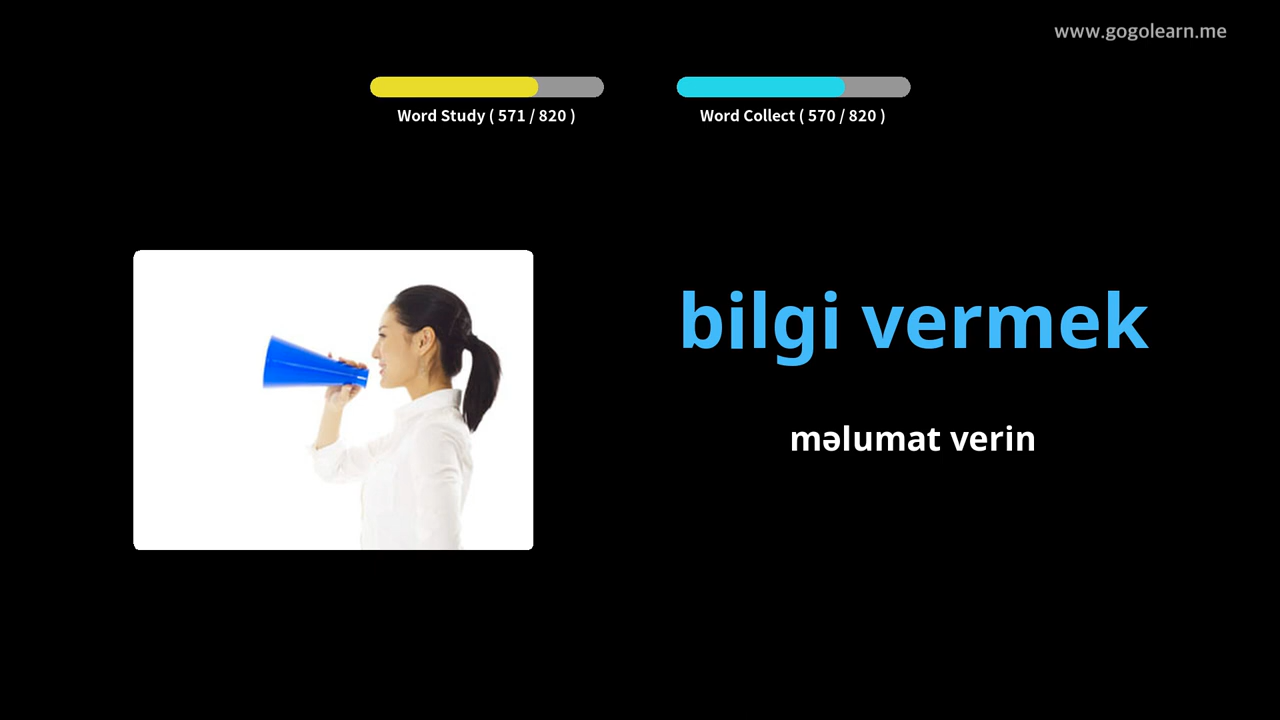 www.gogolearn.me
Word Study ( 571 / 820 )
Word Collect ( 570 / 820 )
bilgi vermek
məlumat verin